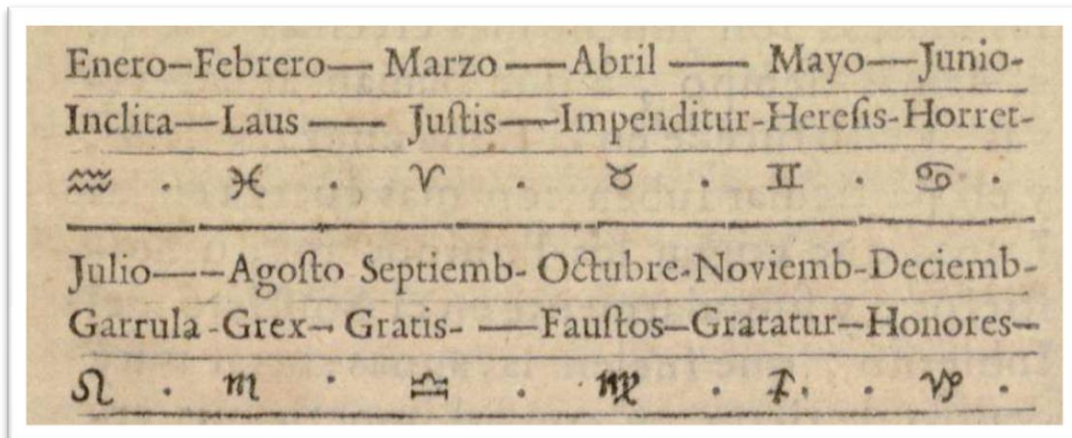 Enero—Febrero— Marzo —Abril — Mayo—Junio-
Inclita—Laus — Juſtis—Impenditur-Hereſis-Horret-
♒ . ♓ . ♈ . ♉ . ♊ . ♋ .
Julio—-Agoſto Septiemb- Octubre-Noviemb-Deciemb-
Garrula -Grex- Gratis- —Fauſtos—Gratatur—Honores—
♌ . ♏ . ♎ . ♍ . ♐. . ♑ .